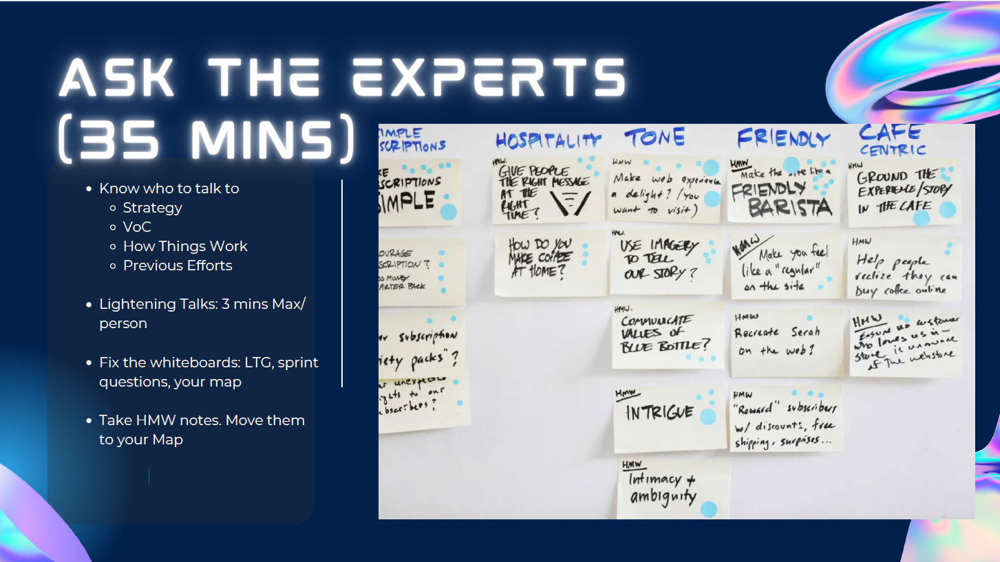 ASK THE EXPERTS
(35 MINS)
Know who to talk to
Strategy
VoC
How Things Work
Previous Efforts
Lightening Talks: 3 mins Max/
person
Fix the whiteboards: LTG, sprint
questions, your map
Take HMW notes. Move them
to your Map
IMPLE
SCRIPTIONS
KE
SCRIPTIONS
SIMPLE
OURAGE
SCRIPTION?
MONEY
ARTER PACK
or subscription
iety packs"?
er unexpected
ghts to our
ubscribers?
HOSPITALITY
HMW.
GIVE PEOPLE
THE RIGHT MESSAGE
AT THE
RIGHT
TIME?
HOW DO YOU
MAKE COFFEE
AT HOME?
TONE
HMW
Make web experience
a delight? (you
want to visit)
HMW.
USE IMAGERY
TO TELL
OUR STORY?
HMW.
COMMUNICATE
VALUES OF
BLUE BOTTLE?
HMW
INTRIGUE
HMW
Intimacy +
ambiguity
FRIENDLY
HMW
Make the site like a
FRIENDLY
BARISTA
HMW
Make you feel
like a "regular"
on the site
HMW
Recreate Serah
on the web?
HMW
"Reward" subscribers
w/ discounts, free
shipping, surprises...
CAFE
CENTRIC
HMW
GROUND THE
EXPERIENCE/STORY
IN THE CAFE
HMW
Help people
realize they can
buy coffee online
HMW
Ensure no customer
who loves us in-
store is unaware
of the webstore